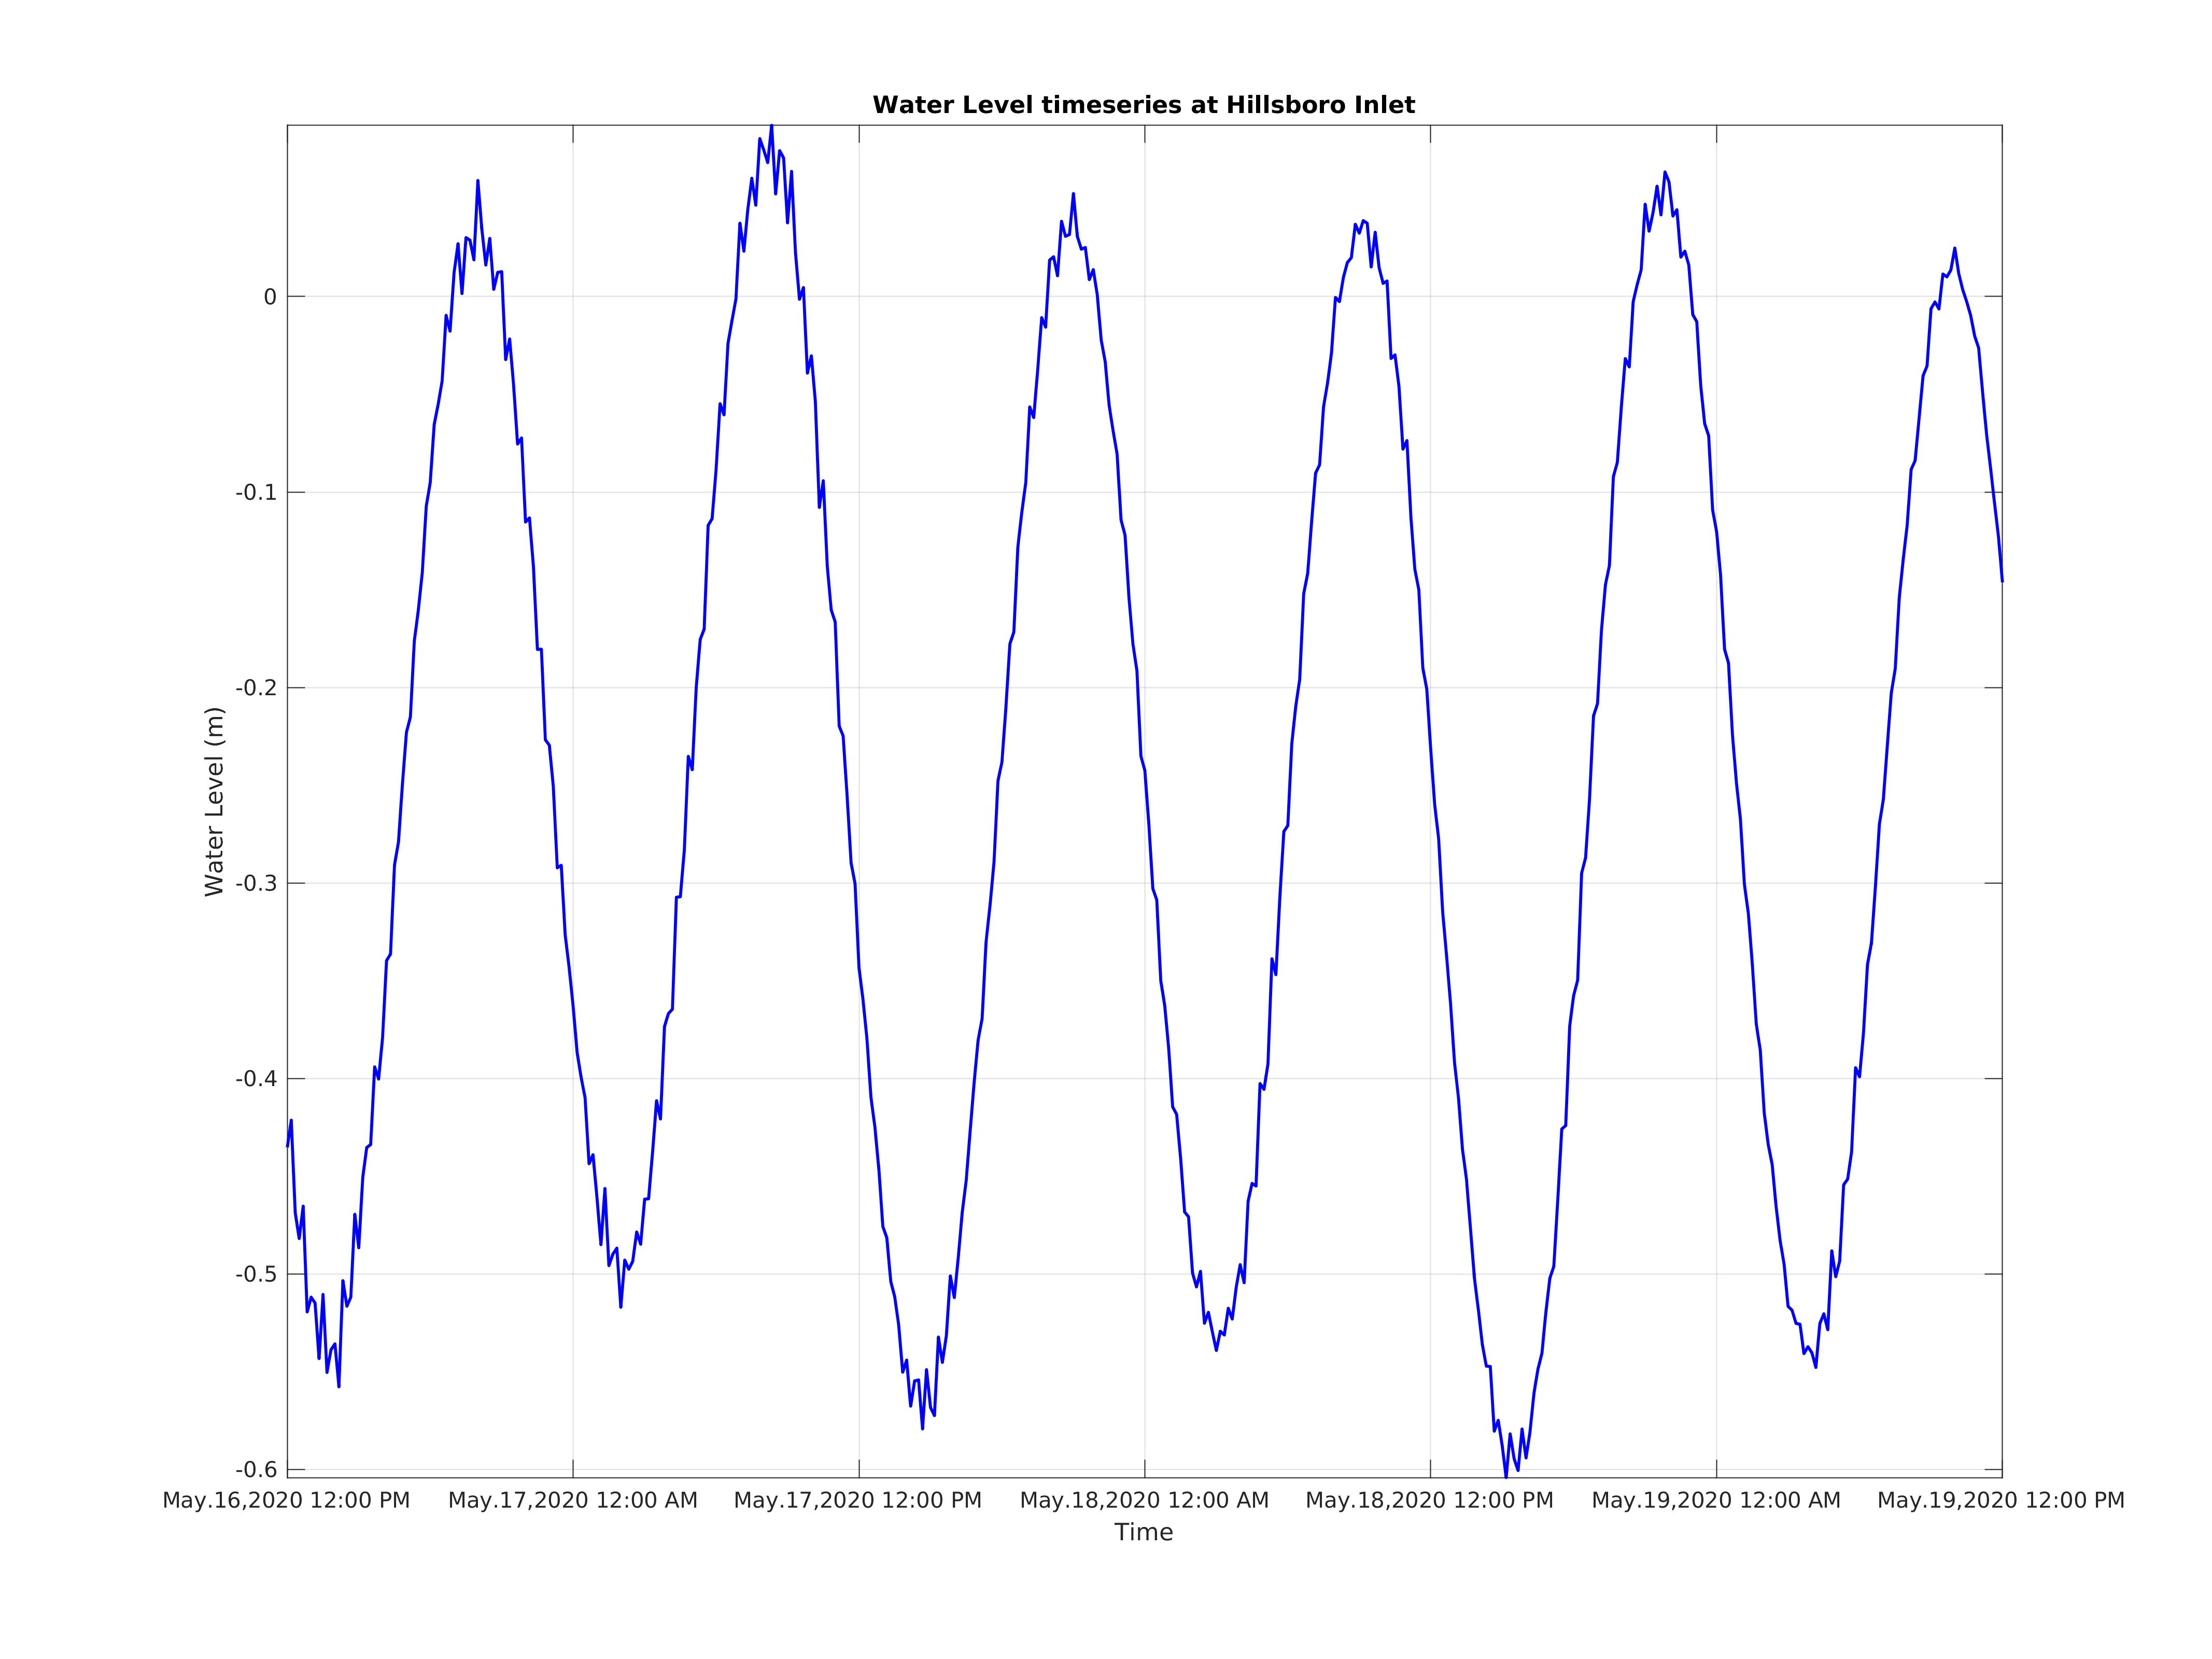 Water Level timeseries at Hillsboro Inlet
0
-0.1
-0.2
-0.3
-0.4
-0.5
-0.6
Water Level (m)
May.16,2020 12:00 PM May.17,2020 12:00 AM May.17,2020 12:00 PM May.18,2020 12:00 AM May.18,2020 12:00 PM May.19,2020 12:00 AM May.19,2020 12:00 PM
Time